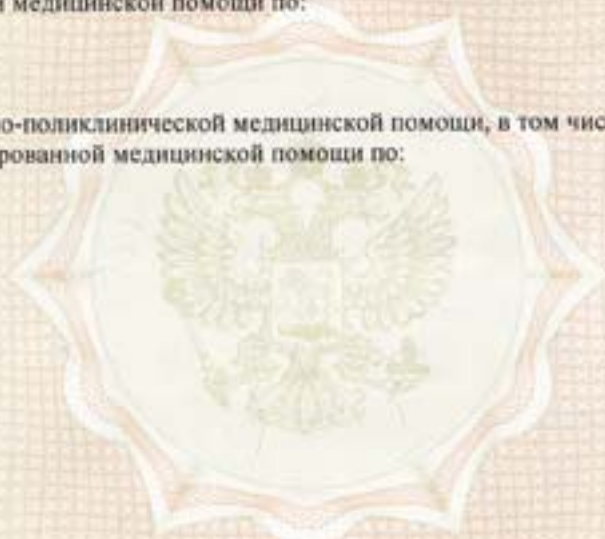 медицинской помощи по:
о-поликлинической медицинской помощи, в том чис
рованной медицинской помощи по: